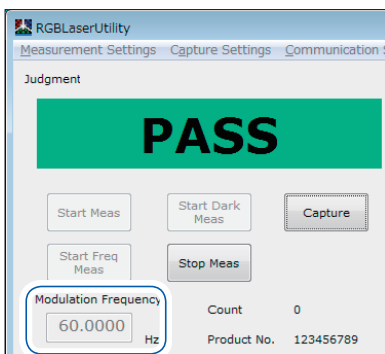 RGBLaserUtility
Measurement Settings Capture Settings Communication S
Judgment
PASS
Start Meas
Start Dark
Meas
Capture
Start Freq
Meas
Stop Meas
Modulation Frequency
60.0000 Hz
Count 0
Product No. 123456789